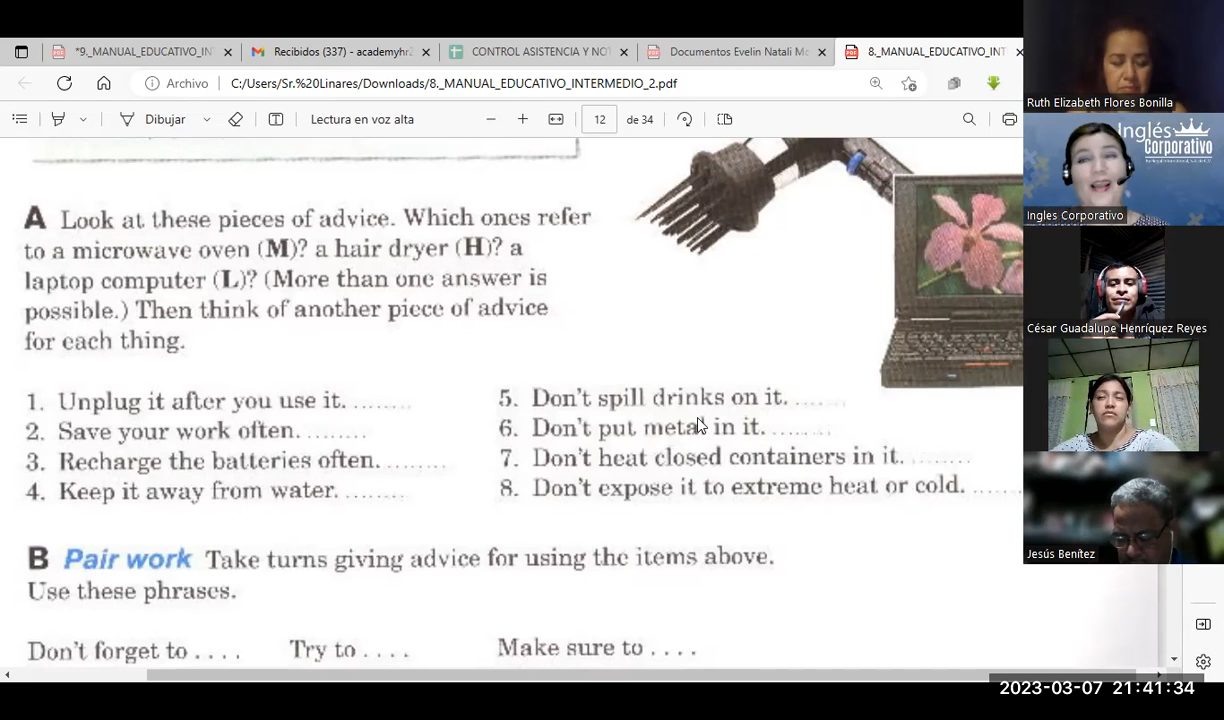 *9._MANUAL_EDUCATIVO_IN
Recibidos (337) - academyhr2
CONTROL ASISTENCIA Y NO
Documentos Evelin Natali M
8._MANUAL_EDUCATIVO_INT
Archivo
C:/Users/Sr.%20Linares/Downloads/8._MANUAL_EDUCATIVO_INTERMEDIO_2.pdf
Dibujar
Lectura en voz alta
12
de 34
A Look at these pieces of advice. Which ones refer
to a microwave oven (M)? a hair dryer (H)? a
laptop computer (L)? (More than one answer is
possible.) Then think of another piece of advice
for each thing.
1. Unplug it after you use it. ........
2. Save your work often. ........
3. Recharge the batteries often. ........
4. Keep it away from water. ........
5. Don't spill drinks on it. ......
6. Don't put metal in it. ........
7. Don't heat closed containers in it. ........
8. Don't expose it to extreme heat or cold. ......
B Pair work Take turns giving advice for using the items above.
Use these phrases.
Don't forget to . . . .
Try to . . . .
Make sure to . . . .
Ruth Elizabeth Flores Bonilla
Inglés
Corporativo
Ingles Corporativo
César Guadalupe Henríquez Reyes
Jesús Benítez
2023-03-07 21:41:34